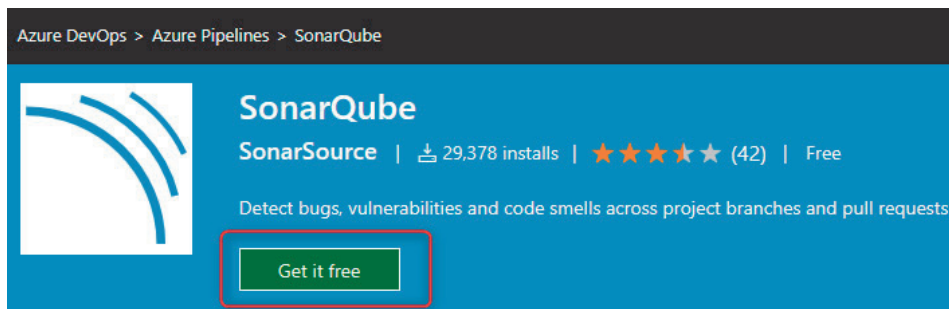 Azure DevOps > Azure Pipelines > SonarQube
SonarQube
SonarSource | 29,378 installs | (42) | Free
Detect bugs, vulnerabilities and code smells across project branches and pull requests
Get it free